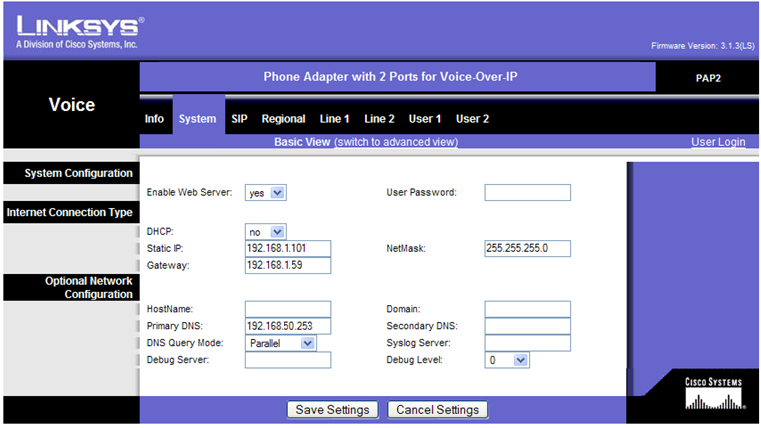 LINKSYS®
A Division of Cisco Systems, Inc.
Firmware Version: 3.1.3(LS)
Phone Adapter with 2 Ports for Voice-Over-IP
PAP2
Voice
Info System SIP Regional Line 1 Line 2 User 1 User 2
Basic View (switch to advanced view)
User Login
System Configuration
Enable Web Server: yes User Password:
Internet Connection Type
DHCP: no
Static IP: 192.168.1.101 NetMask: 255.255.255.0
Gateway: 192.168.1.59
Optional Network
Configuration
HostName: Domain:
Primary DNS: 192.168.50.253 Secondary DNS:
DNS Query Mode: Parallel Syslog Server:
Debug Server: Debug Level: 0
Save Settings Cancel Settings
CISCO SYSTEMS